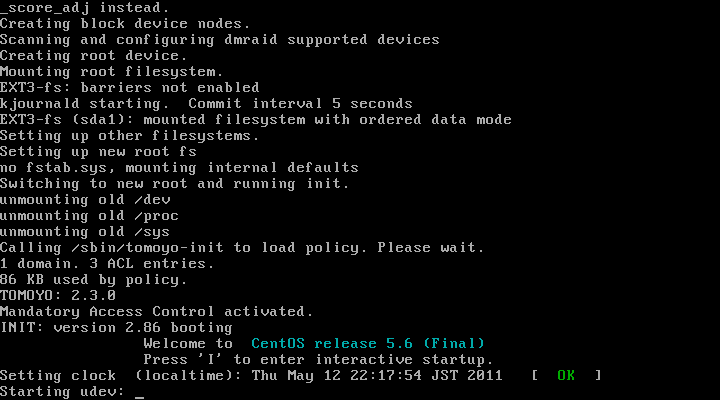 _score_adj instead.
Creating block device nodes.
Scanning and configuring dmraid supported devices
Creating root device.
Mounting root filesystem.
EXT3-fs: barriers not enabled
kjournald starting.  Commit interval 5 seconds
EXT3-fs (sda1): mounted filesystem with ordered data mode
Setting up other filesystems.
Setting up new root fs
no fstab.sys, mounting internal defaults
Switching to new root and running init.
unmounting old /dev
unmounting old /proc
unmounting old /sys
Calling /sbin/tomoyo-init to load policy. Please wait.
1 domain. 3 ACL entries.
86 KB used by policy.
TOMOYO: 2.3.0
Mandatory Access Control activated.
INIT: version 2.86 booting
Welcome to  CentOS release 5.6 (Final)
Press 'I' to enter interactive startup.
Setting clock  (localtime): Thu May 12 22:17:54 JST 2011   [  OK  ]
Starting udev: _